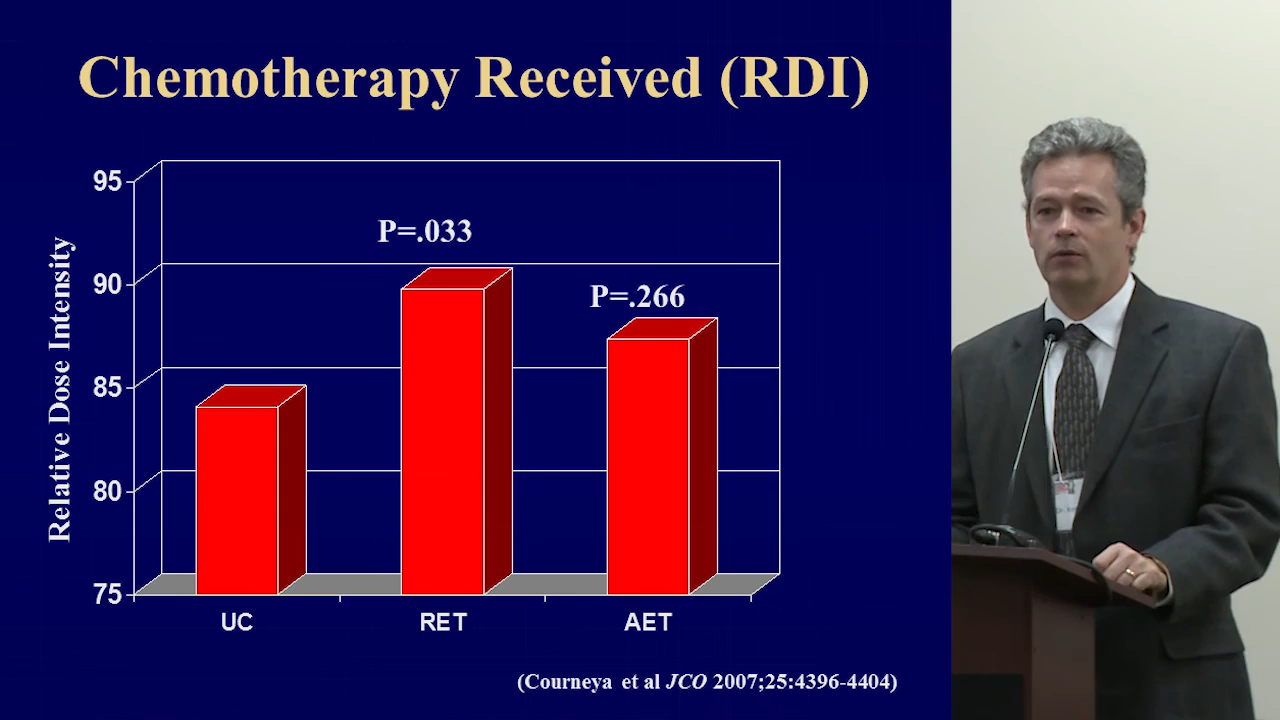 Chemotherapy Received (RDI)
Relative Dose Intensity
95
90
85
80
75
P=.033
P=.266
UC
RET
AET
(Courneya et al JCO 2007;25:4396-4404)